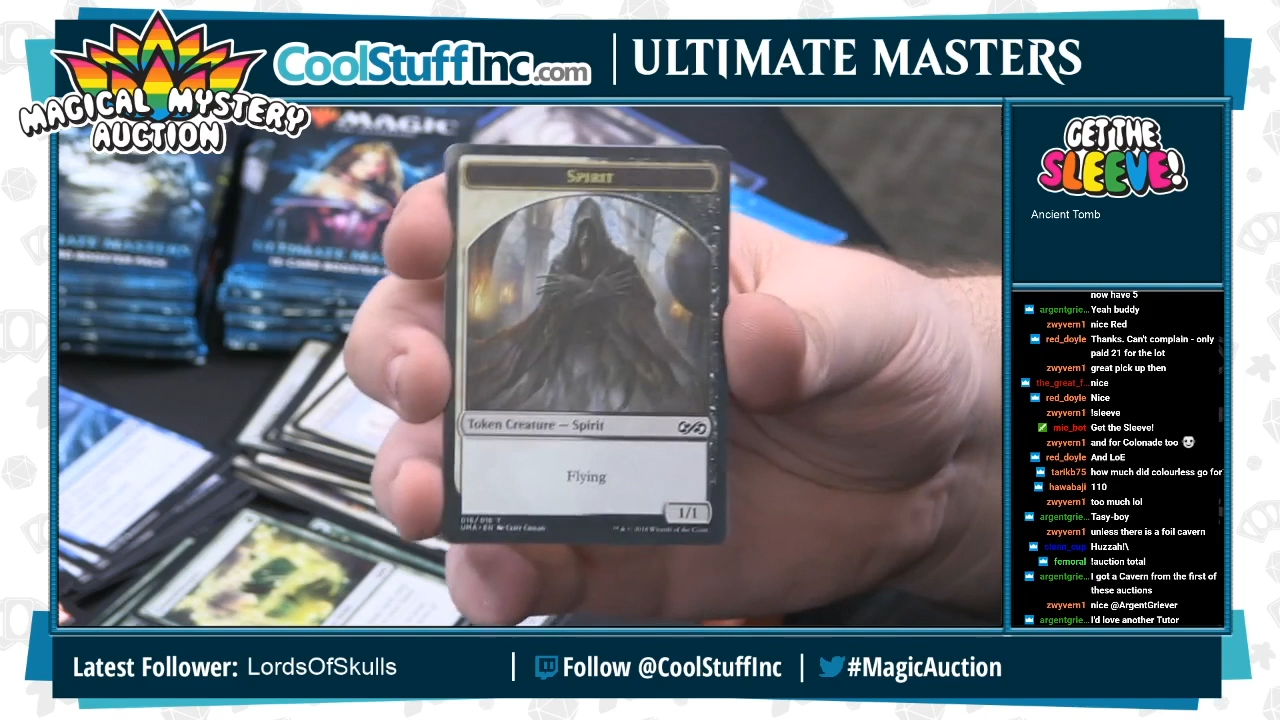 MAGICAL MYSTERY
AUCTION
CoolStuffInc.com
ULTIMATE MASTERS
GET THE
SLEEVE!
Ancient Tomb
MAGIC
Spirit
Token Creature — Spirit
Flying
1/1
016/016 T
now have 5
argentgrie... Yeah buddy
zwyvern1 nice Red
red_doyle Thanks. Can't complain - only
paid 21 for the lot
zwyvern1 great pick up then
the_great_f... nice
red_doyle Nice
zwyvern1 !sleeve
mic_bot Get the Sleeve!
zwyvern1 and for Colonade too
red_doyle And LoE
tarikb75 how much did colourless go for
hawabaji 110
zwyvern1 too much lol
argentgrie... Tasy-boy
zwyvern1 unless there is a foil cavern
Huzzah!\
femoral !auction total
argentgrie... I got a Cavern from the first of
these auctions
zwyvern1 nice @ArgentGriever
argentgrie... I'd love another Tutor
Latest Follower: LordsOfSkulls
Follow @CoolStuffInc
#MagicAuction